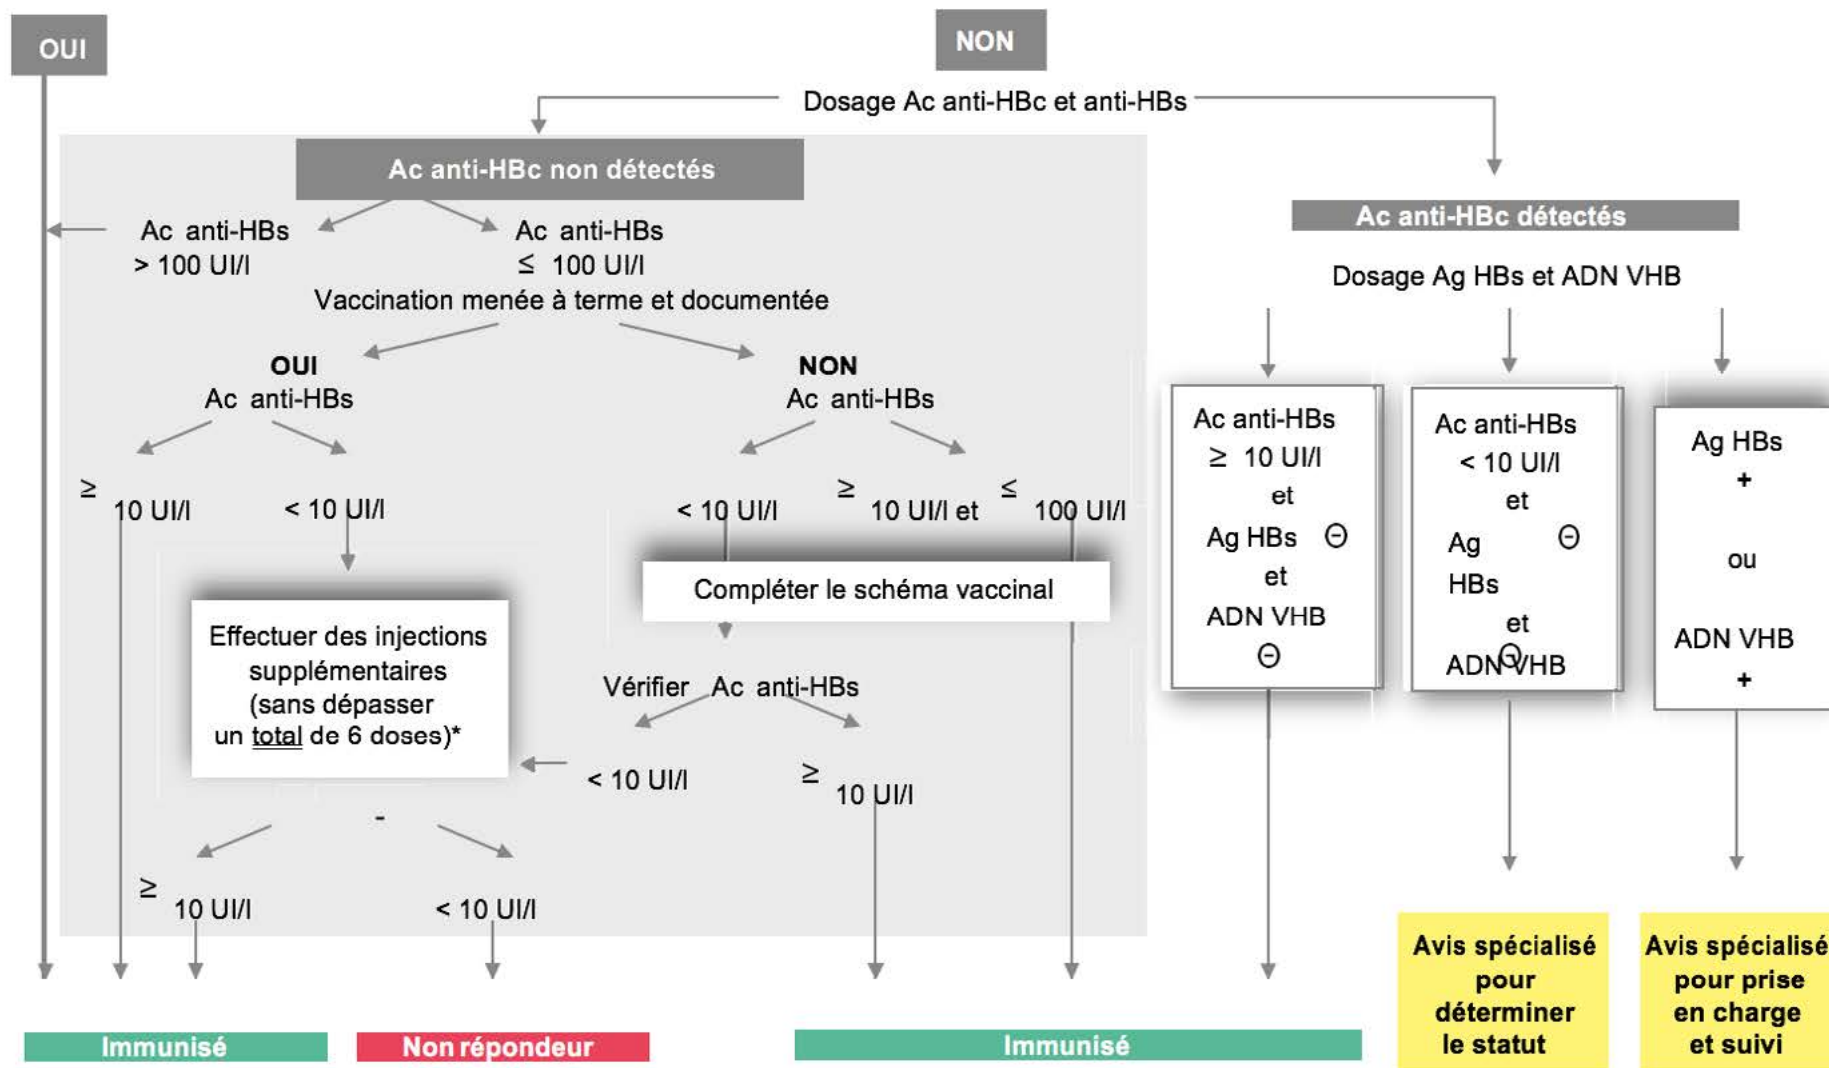 OUI
NON
Dosage Ac anti-HBc et anti-HBs
Ac anti-HBc non détectés
Ac anti-HBs
> 100 UI/l
Ac anti-HBs
≤ 100 UI/l
Vaccination menée à terme et documentée
OUI
Ac anti-HBs
NON
Ac anti-HBs
≥
10 UI/l
< 10 UI/l
< 10 UI/l
≥
10 UI/l et
≤
100 UI/l
Effectuer des injections
supplémentaires
(sans dépasser
un total de 6 doses)*
Compléter le schéma vaccinal
Vérifier Ac anti-HBs
< 10 UI/l
≥
10 UI/l
-
≥
10 UI/l
< 10 UI/l
Ac anti-HBc détectés
Dosage Ag HBs et ADN VHB
Ac anti-HBs
≥ 10 UI/l
et
Ag HBs ⊖
et
ADN VHB
⊖
Ac anti-HBs
< 10 UI/l
et
Ag ⊖
HBs
et
ADN VHB ⊖
Ag HBs
+
ou
ADN VHB
+
Immunisé
Non répondeur
Immunisé
Avis spécialisé
pour
déterminer
le statut
Avis spécialisé
pour prise
en charge
et suivi